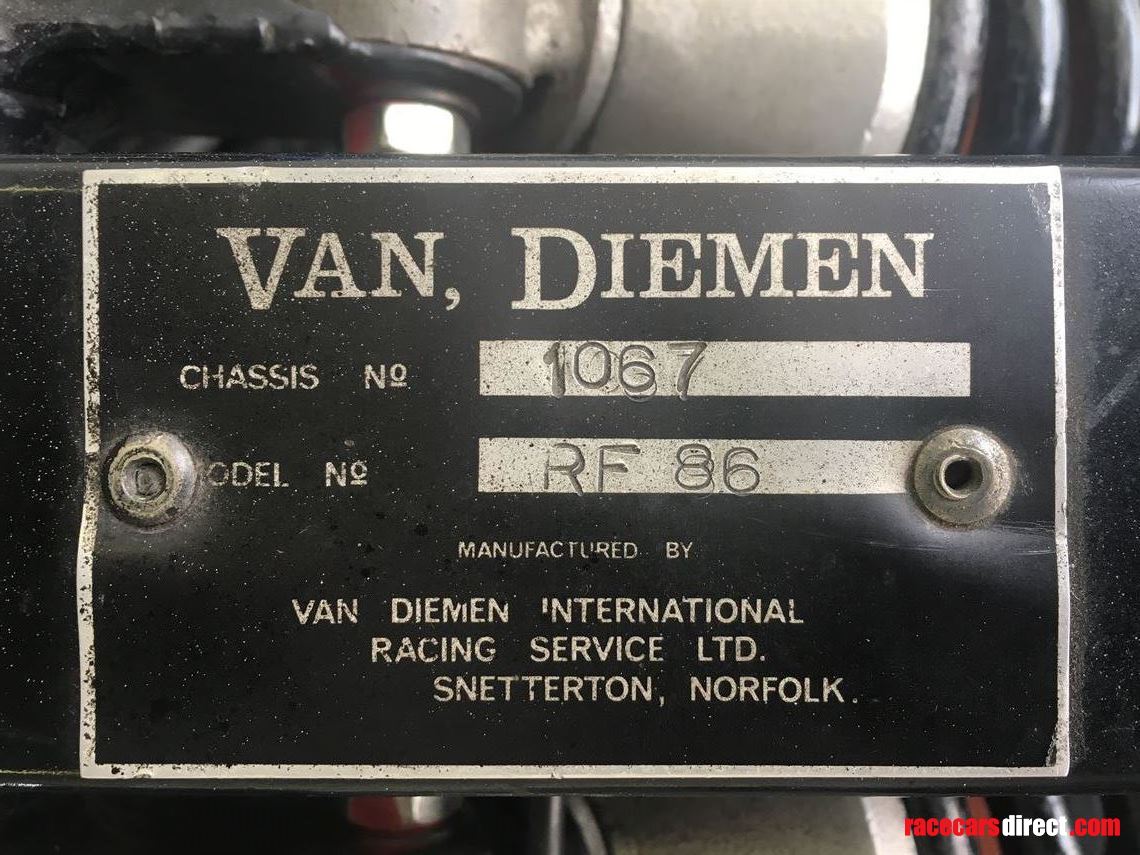 VAN, DIEMEN
CHASSIS Nº 1067
ODEL Nº RF 86
MANUFACTURED BY
VAN DIEMEN INTERNATIONAL
RACING SERVICE LTD.
SNETTERTON, NORFOLK.
racecarsdirect.com